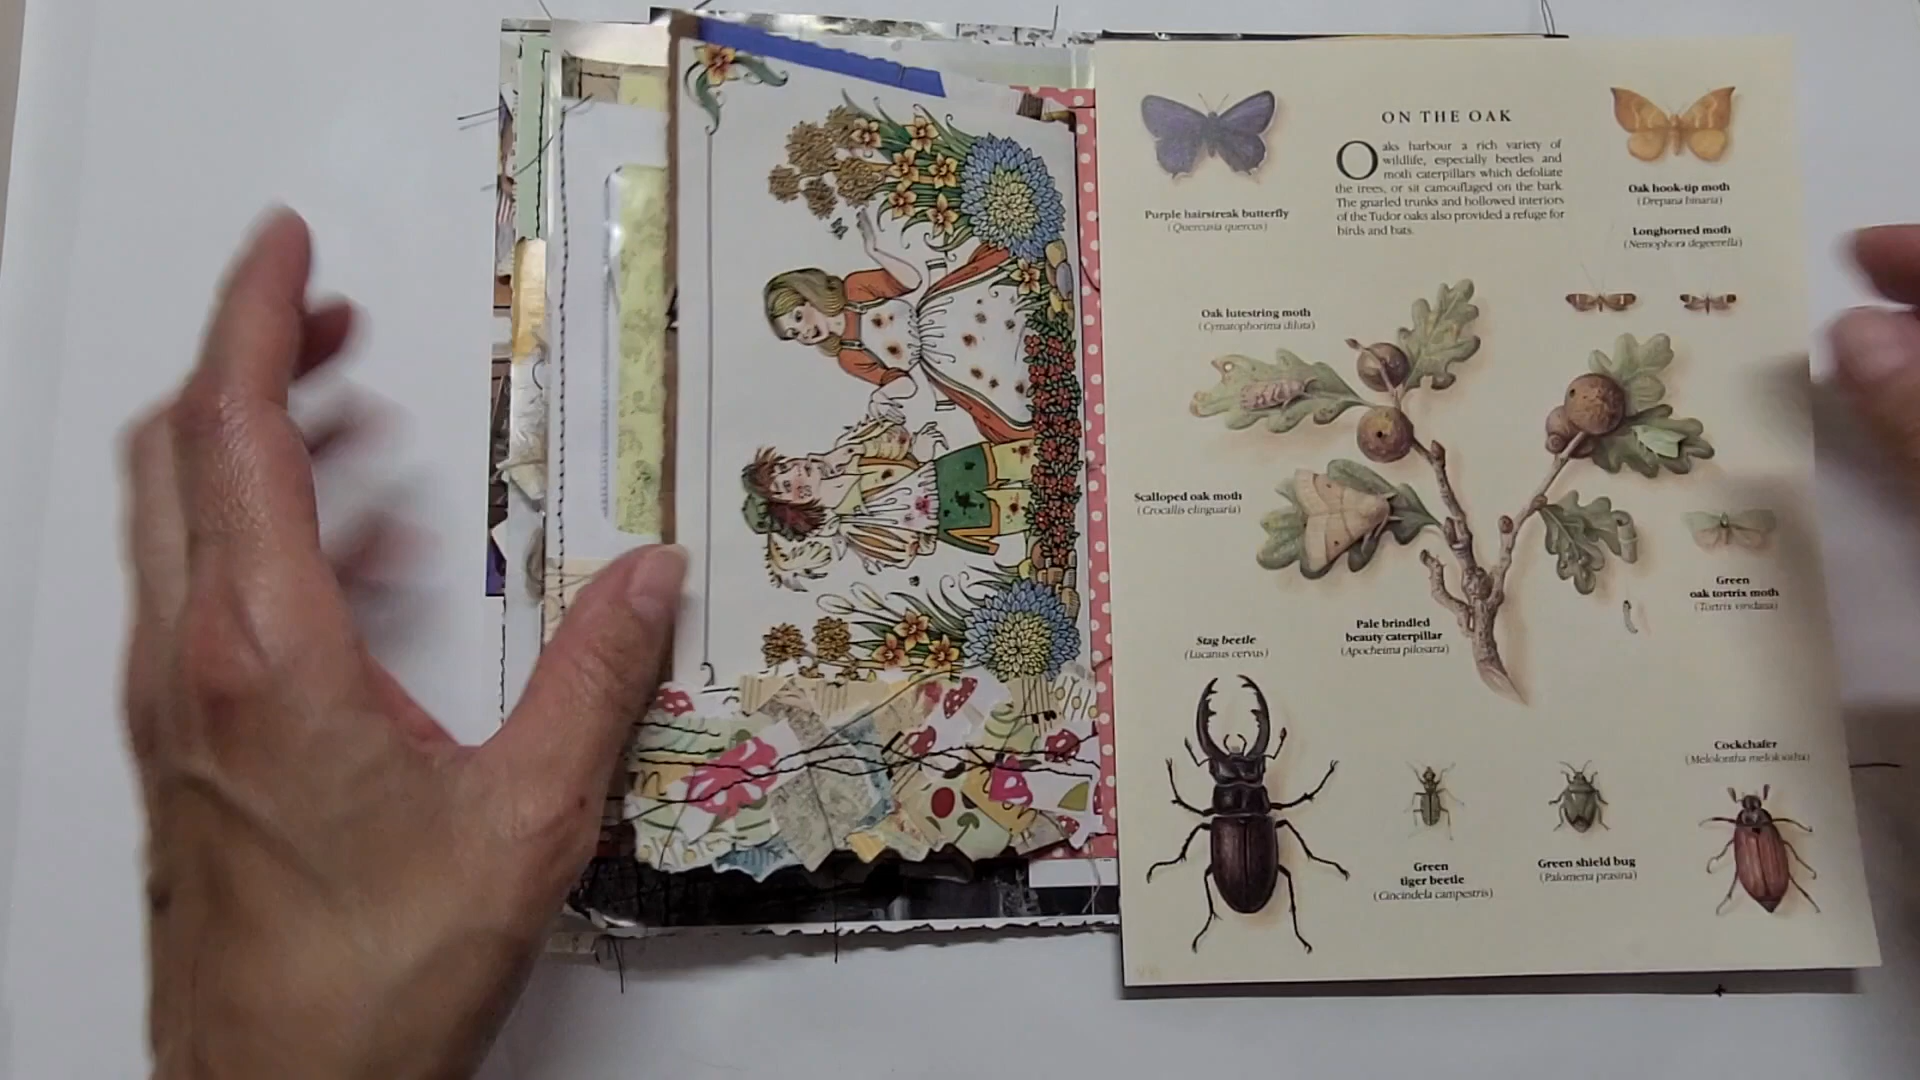 ON THE OAK
Oaks harbour a rich variety of
wildlife, especially beetles and
moth caterpillars which defoliate
the trees, or sit camouflaged on the bark.
The gnarled trunks and hollowed interiors
of the Tudor oaks also provided a refuge for
birds and bats.
Purple hairstreak butterfly
(Quercusia quercus)
Oak hook-tip moth
(Drepana binaria)
Longhorned moth
(Nemophora degeerella)
Oak lutestring moth
(Cymatophorima diluta)
Scalloped oak moth
(Crocallis elinguaria)
Green
oak tortrix moth
(Tortrix viridana)
Pale brindled
beauty caterpillar
(Apocheima pilosaria)
Stag beetle
(Lucanus cervus)
Green
tiger beetle
(Cincindela campestris)
Green shield bug
(Palomena prasina)
Cockchafer
(Melolontha melolontha)